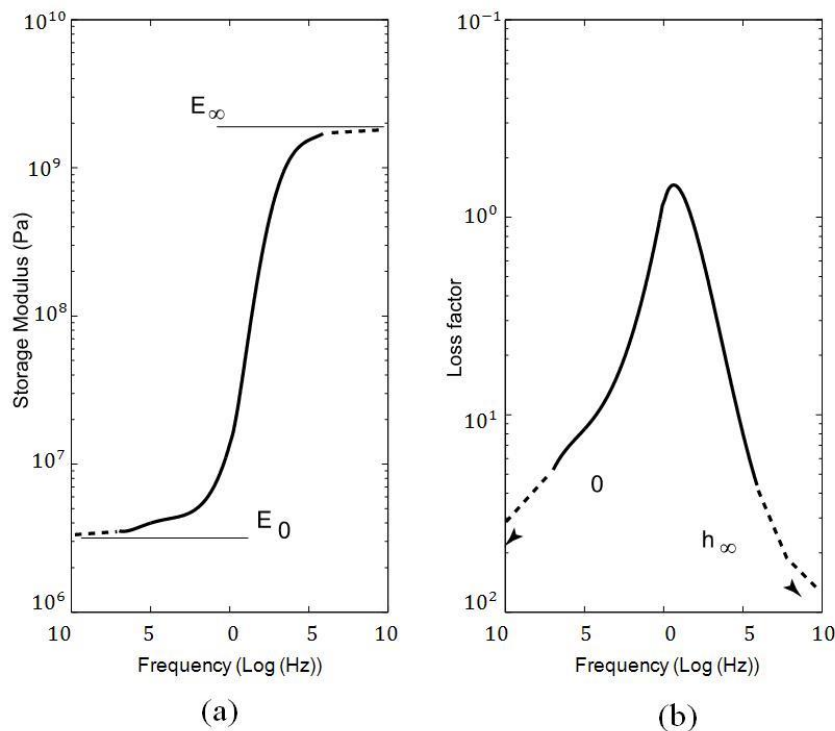 10¹⁰
E∞
10⁹
Storage Modulus (Pa)
10⁸
10⁷
E₀
10⁶
10 5 0 5 10
Frequency (Log (Hz))
(a)
10⁻¹
10⁰
Loss factor
10¹
0
h∞
10²
10 5 0 5 10
Frequency (Log (Hz))
(b)